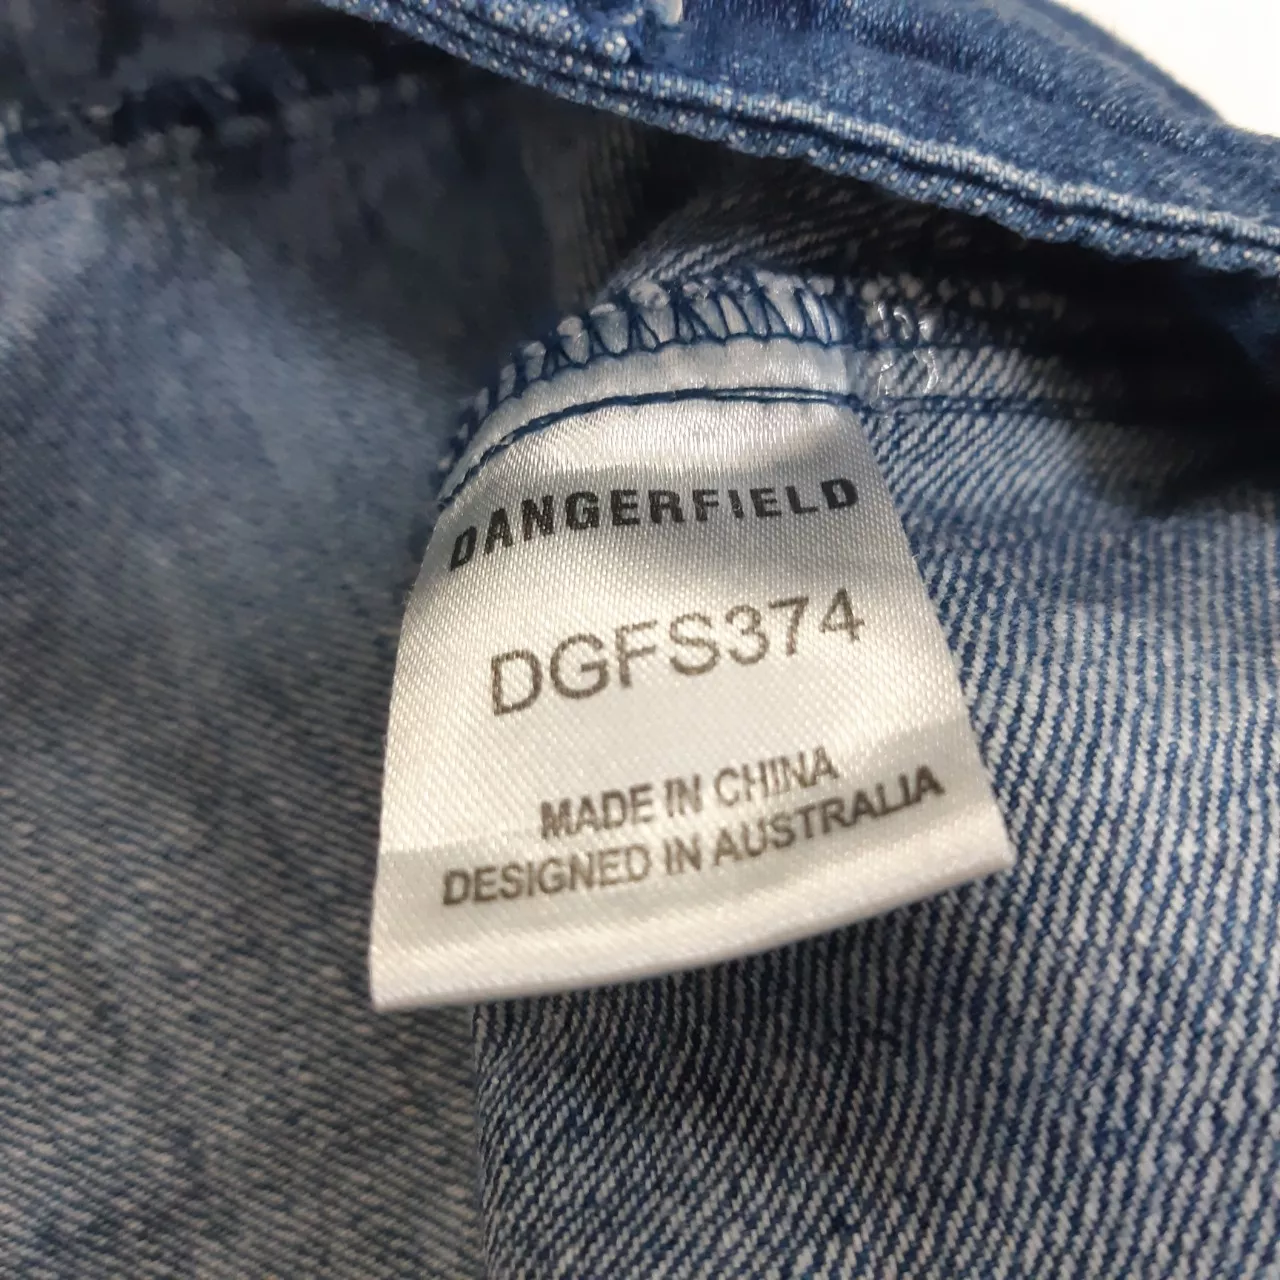 DANGERFIELD
DGFS374
MADE IN CHINA
DESIGNED IN AUSTRALIA